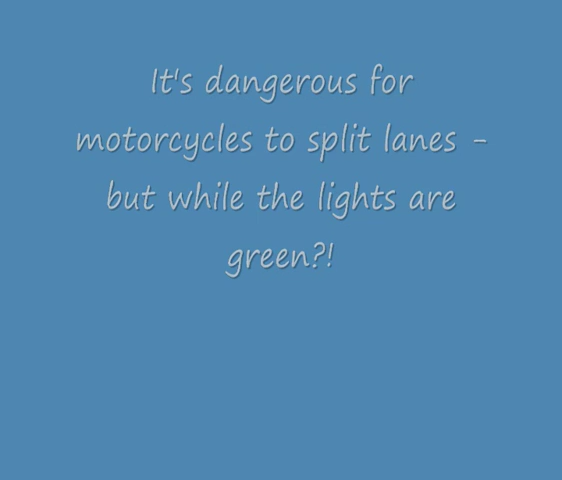 It's dangerous for
motorcycles to split lanes -
but while the lights are
green?!